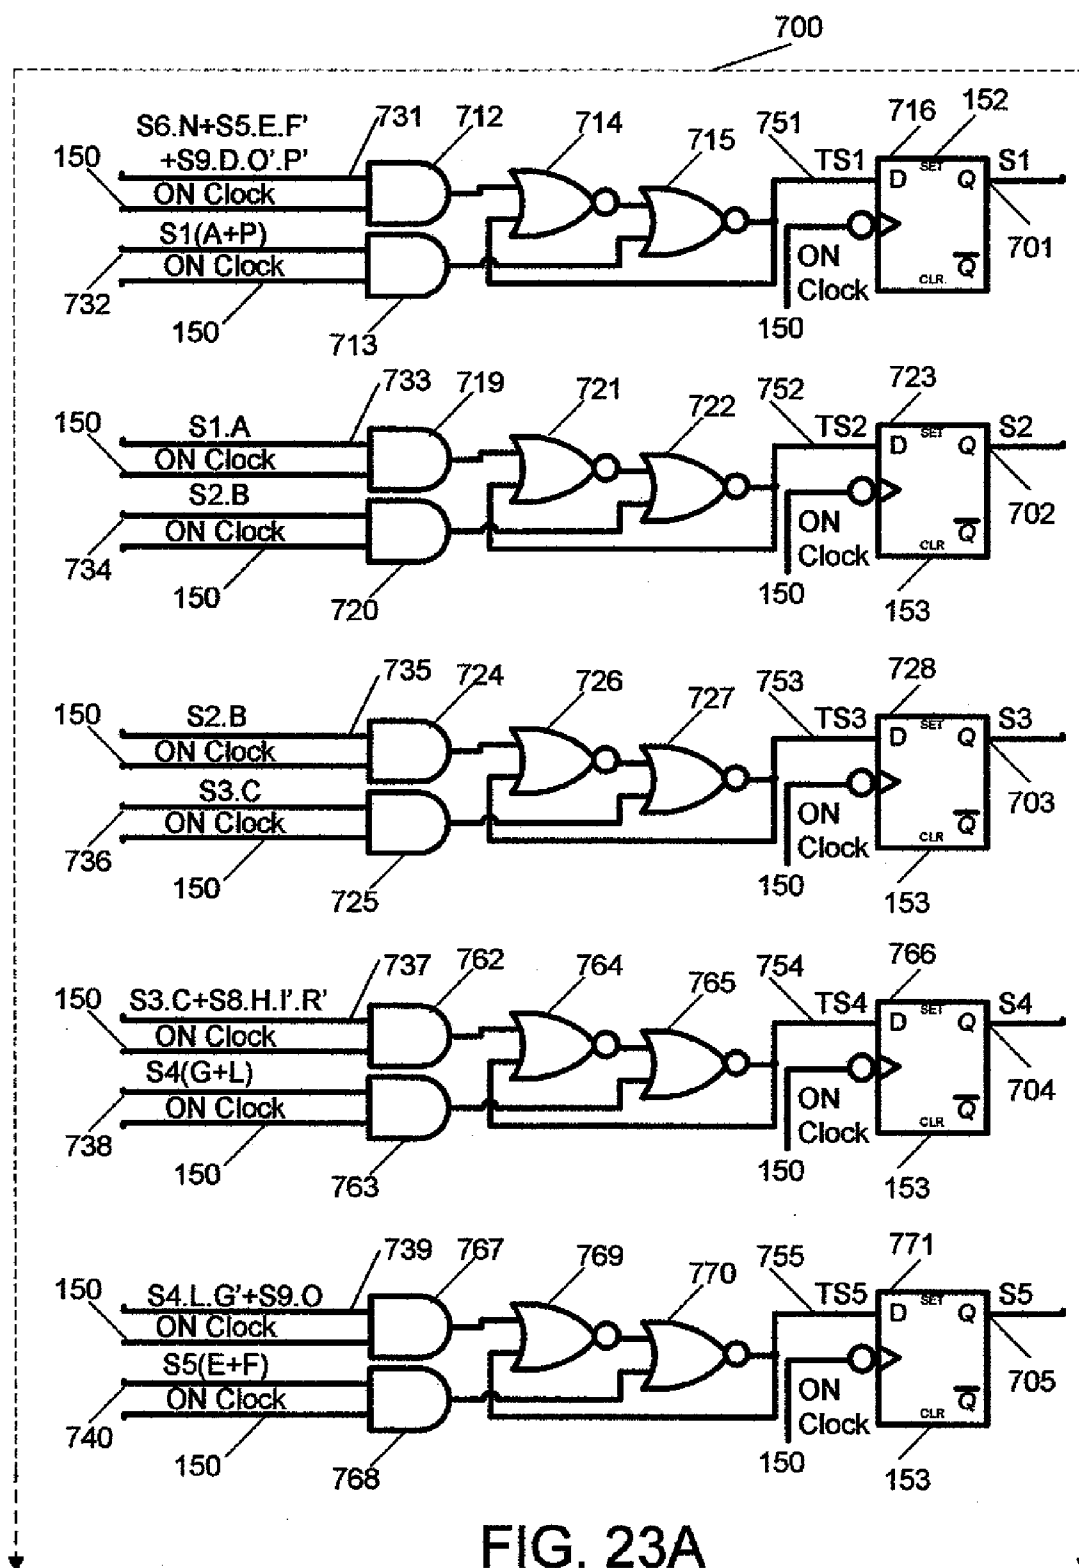 700
S6.N+S5.E.F' 731 712 714 715 751 716 152
150 +S9.D.O'.P' TS1 D SET Q S1
ON Clock
S1(A+P)
ON Clock ON Clock Q CLR 701
732 150 713 150
733 719 721 722 752 723
150 S1.A TS2 D SET Q S2
ON Clock
S2.B
ON Clock ON Clock Q CLR 702
734 150 720 150 153
735 724 726 727 753 728
150 S2.B TS3 D SET Q S3
ON Clock
S3.C
ON Clock ON Clock Q CLR 703
736 150 725 150 153
737 762 764 765 754 766
150 S3.C+S8.H.I'.R' TS4 D SET Q S4
ON Clock
S4(G+L)
ON Clock ON Clock Q CLR 704
738 150 763 150 153
739 767 769 770 755 771
150 S4.L.G'+S9.O TS5 D SET Q S5
ON Clock
S5(E+F)
ON Clock ON Clock Q CLR 705
740 150 768 150 153
FIG. 23A